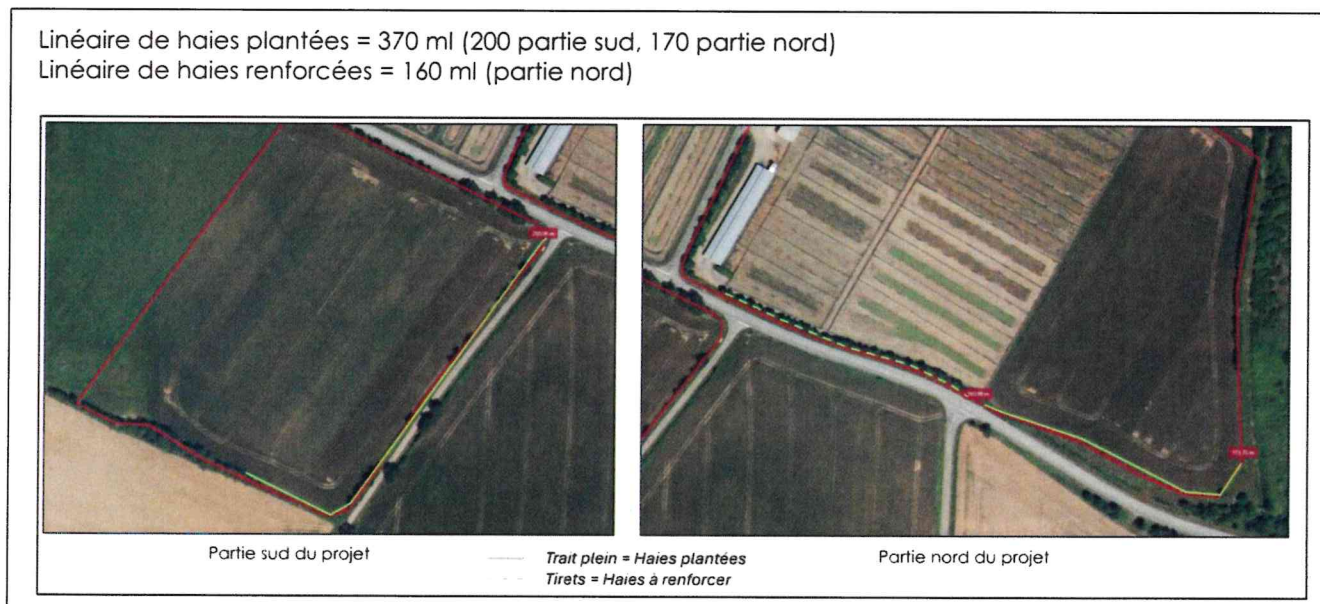 Linéaire de haies plantées = 370 ml (200 partie sud, 170 partie nord)
Linéaire de haies renforcées = 160 ml (partie nord)
Partie sud du projet
Trait plein = Haies plantées
Tirets = Haies à renforcer
Partie nord du projet